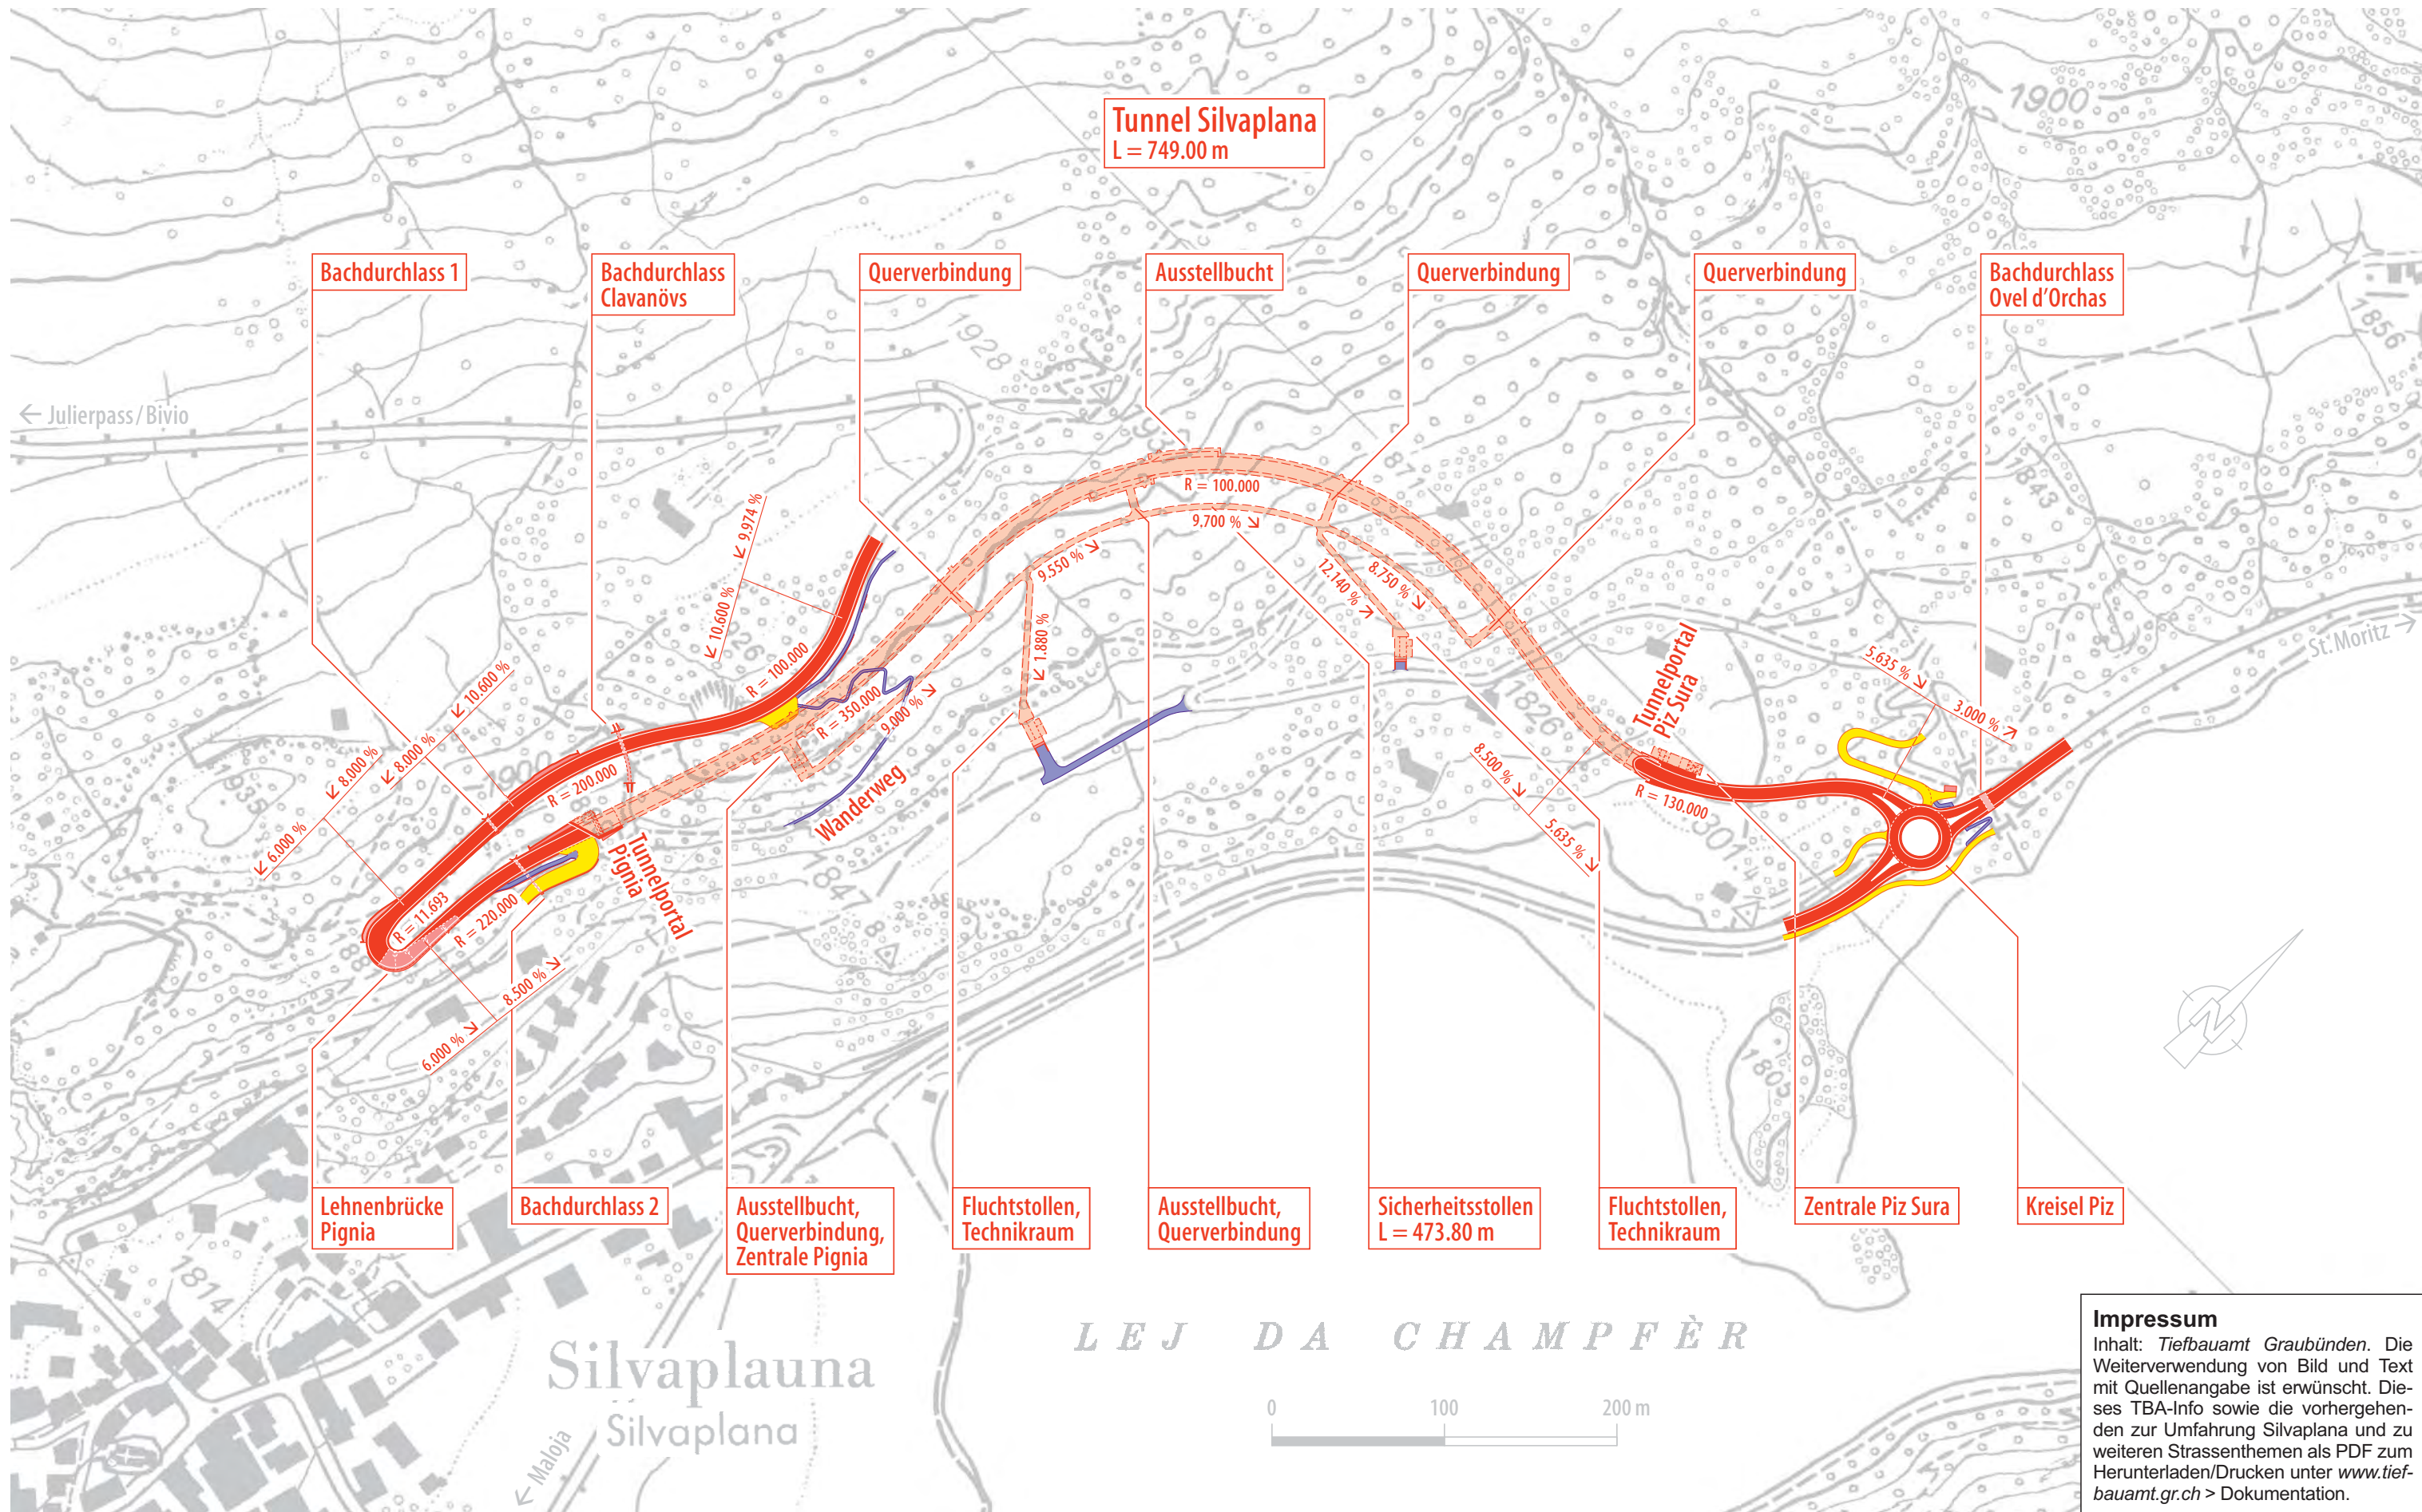 Tunnel Silvaplana
L = 749.00 m
Bachdurchlass 1
Bachdurchlass
Clavanövs
Querverbindung
Ausstellbucht
Querverbindung
Querverbindung
Bachdurchlass
Ovel d'Orchas
1900
1856
1928
1843
← Julierpass/Bivio
St. Moritz →
R = 100.000
9.700 % ↘
9.550 % ↘
12.140 % ↘
8.750 % ↘
↙ 9.974 %
↙ 10.600 %
↙ 1.880 %
R = 100.000
R = 350.000
9.000 % ↘
↙ 10.600 %
↙ 8.000 %
↙ 8.000 %
↙ 6.000 %
1900
1935
R = 200.000
R = 11.693
R = 220.000
Tunnelportal
Pignia
Wanderweg
1826
Tunnelportal
Piz Sura
8.500 % ↘
5.635 % ↘
R = 130.000
5.635 % ↘
3.000 % ↘
8.500 % ↘
6.000 % ↘
1803
N
Lehnenbrücke
Pignia
Bachdurchlass 2
Ausstellbucht,
Querverbindung,
Zentrale Pignia
Fluchtstollen,
Technikraum
Ausstellbucht,
Querverbindung
Sicherheitsstollen
L = 473.80 m
Fluchtstollen,
Technikraum
Zentrale Piz Sura
Kreisel Piz
1814
Silvaplauna
Silvaplana
← Maloja
LEJ DA CHAMPFÈR
0 100 200 m
Impressum
Inhalt: Tiefbauamt Graubünden. Die
Weiterverwendung von Bild und Text
mit Quellenangabe ist erwünscht. Die-
ses TBA-Info sowie die vorhergehen-
den zur Umfahrung Silvaplana und zu
weiteren Strassenthemen als PDF zum
Herunterladen/Drucken unter www.tief-
bauamt.gr.ch > Dokumentation.